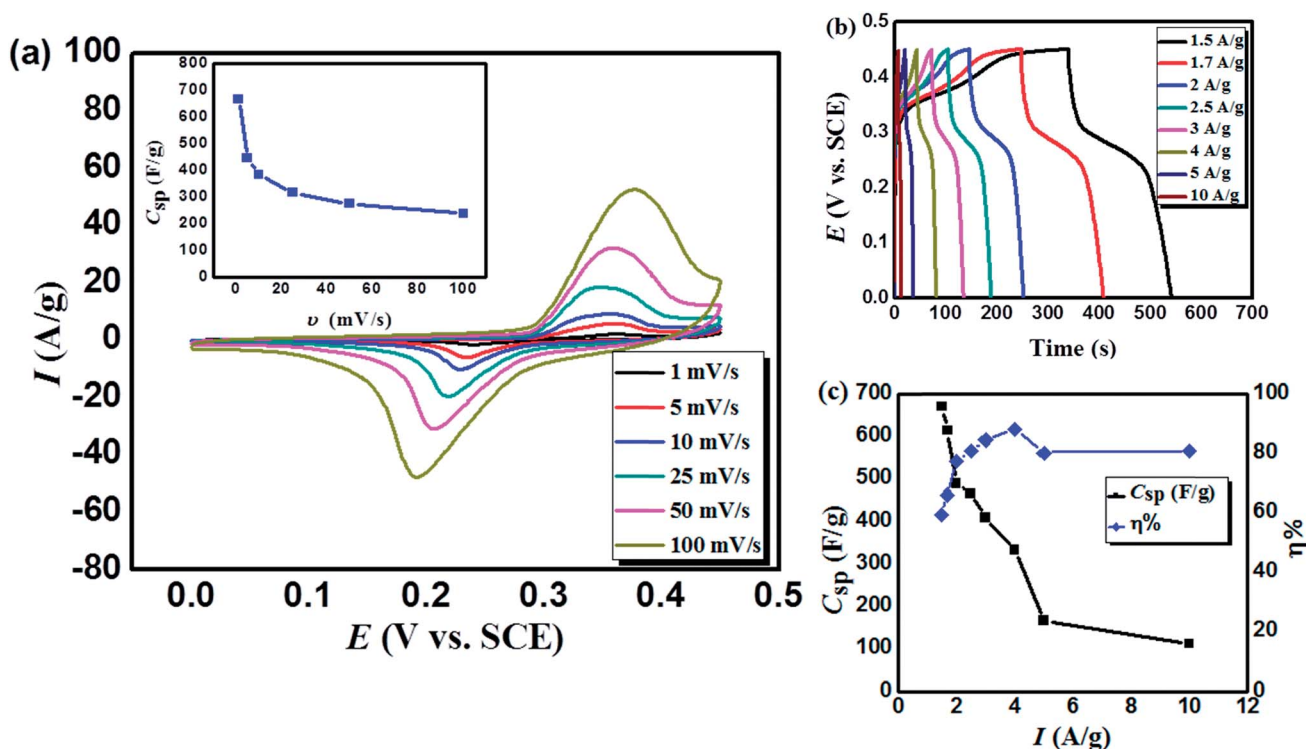 (a)
100
80
60
40
20
0
-20
-40
-60
-80
I (A/g)
0.0 0.1 0.2 0.3 0.4 0.5
E (V vs. SCE)
800
700
600
500
400
300
200
100
0
Csp (F/g)
0 20 40 60 80 100
υ (mV/s)
1 mV/s
5 mV/s
10 mV/s
25 mV/s
50 mV/s
100 mV/s
(b)
0.5
0.4
0.3
0.2
0.1
0.0
E (V vs. SCE)
0 100 200 300 400 500 600 700
Time (s)
1.5 A/g
1.7 A/g
2 A/g
2.5 A/g
3 A/g
4 A/g
5 A/g
10 A/g
(c)
700
600
500
400
300
200
100
0
Csp (F/g)
100
80
60
40
20
0
η%
0 2 4 6 8 10 12
I (A/g)
Csp (F/g)
η%